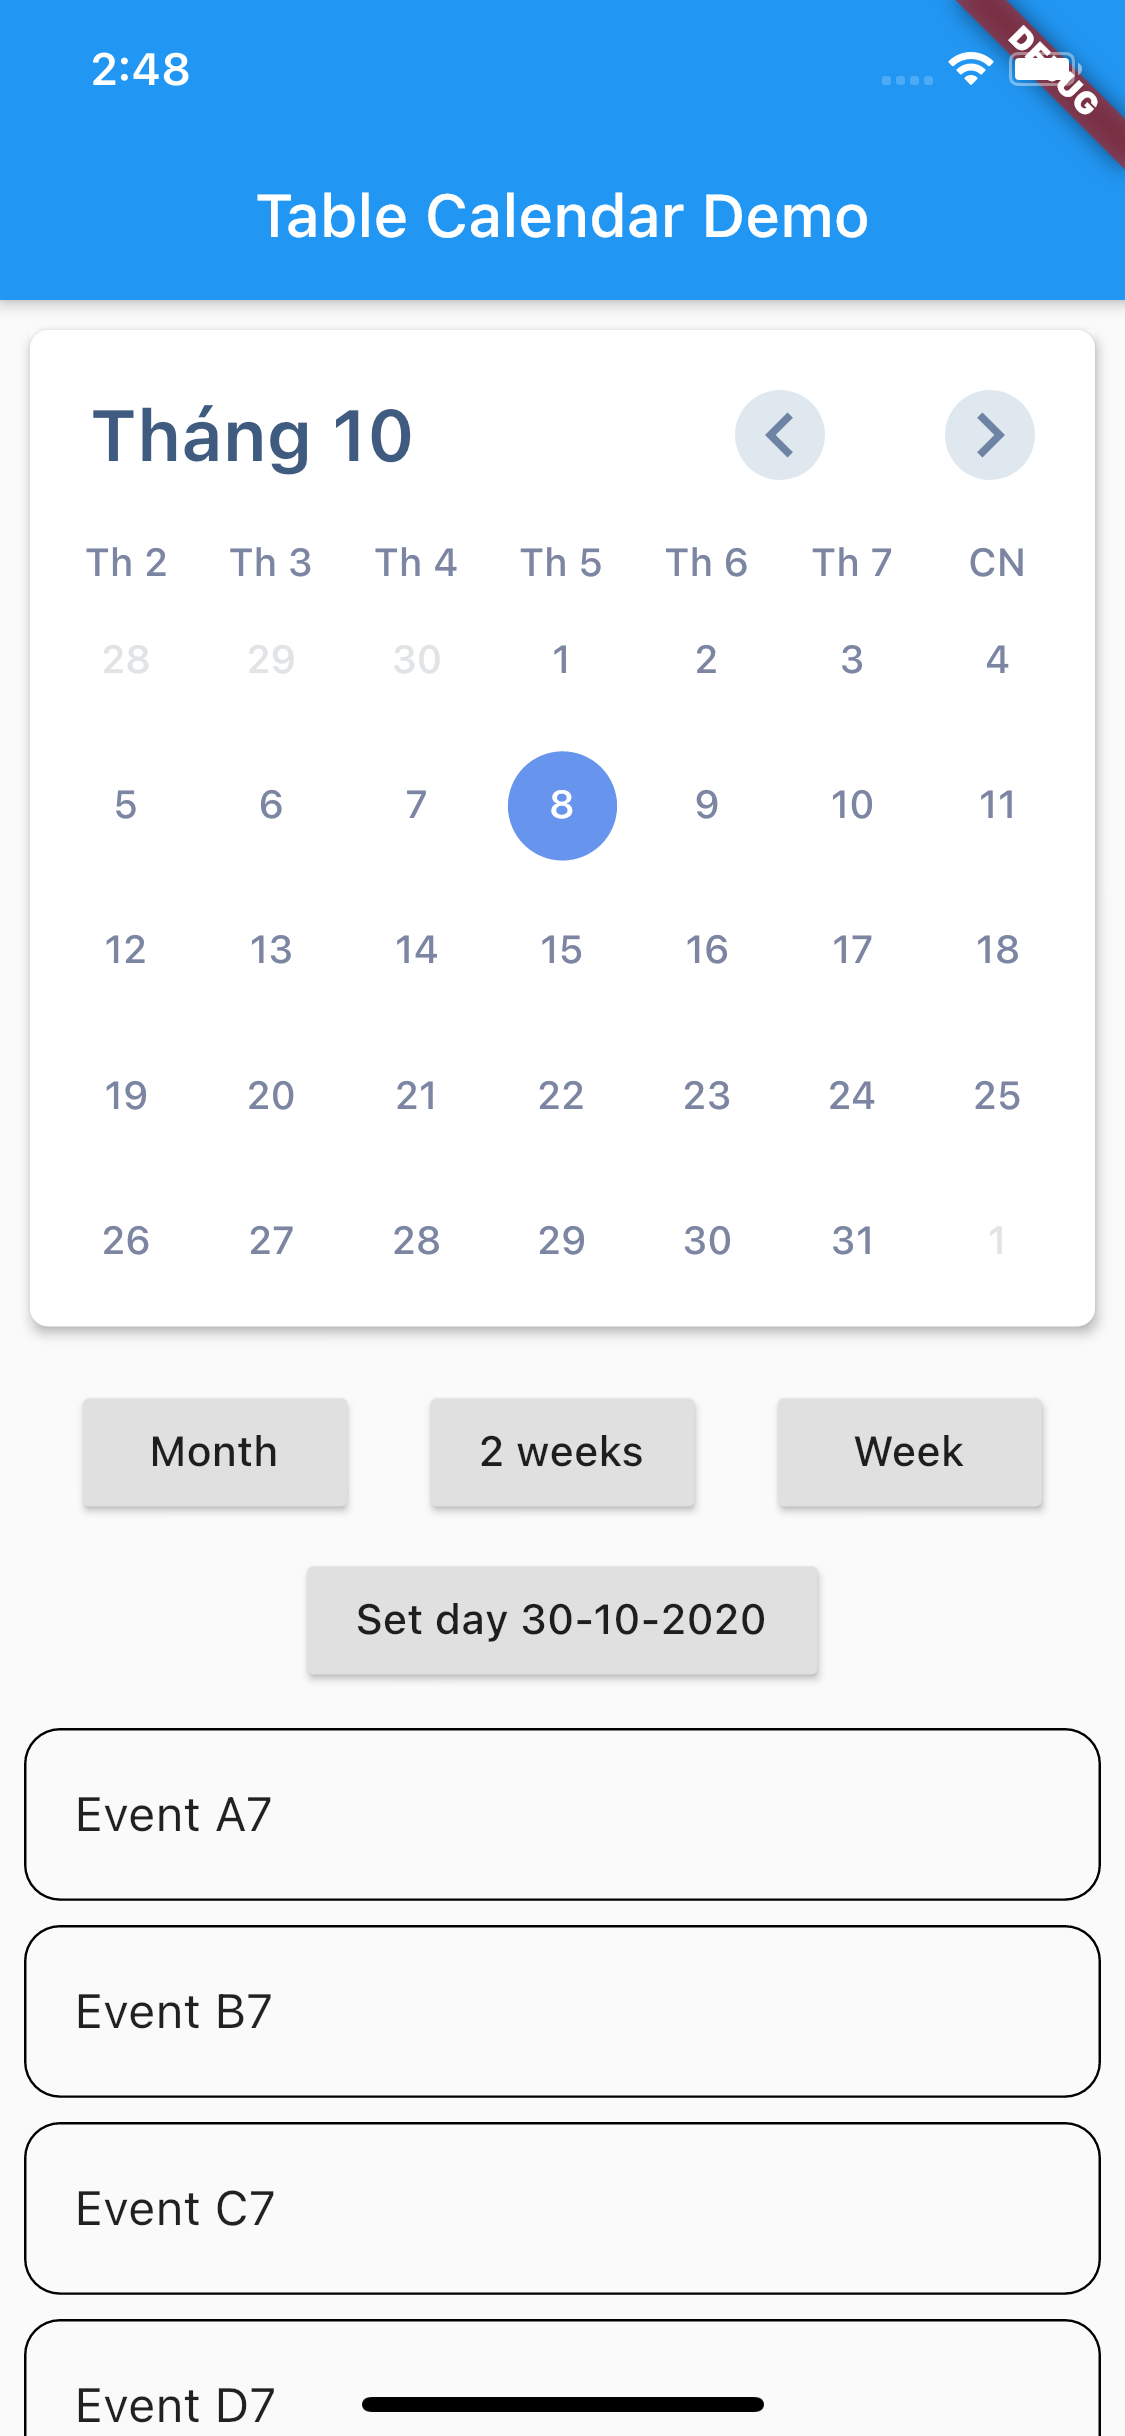 2:48
DEBUG
Table Calendar Demo
Tháng 10
Th 2 Th 3 Th 4 Th 5 Th 6 Th 7 CN
28 29 30 1 2 3 4
5 6 7 8 9 10 11
12 13 14 15 16 17 18
19 20 21 22 23 24 25
26 27 28 29 30 31 1
Month 2 weeks Week
Set day 30-10-2020
Event A7
Event B7
Event C7
Event D7